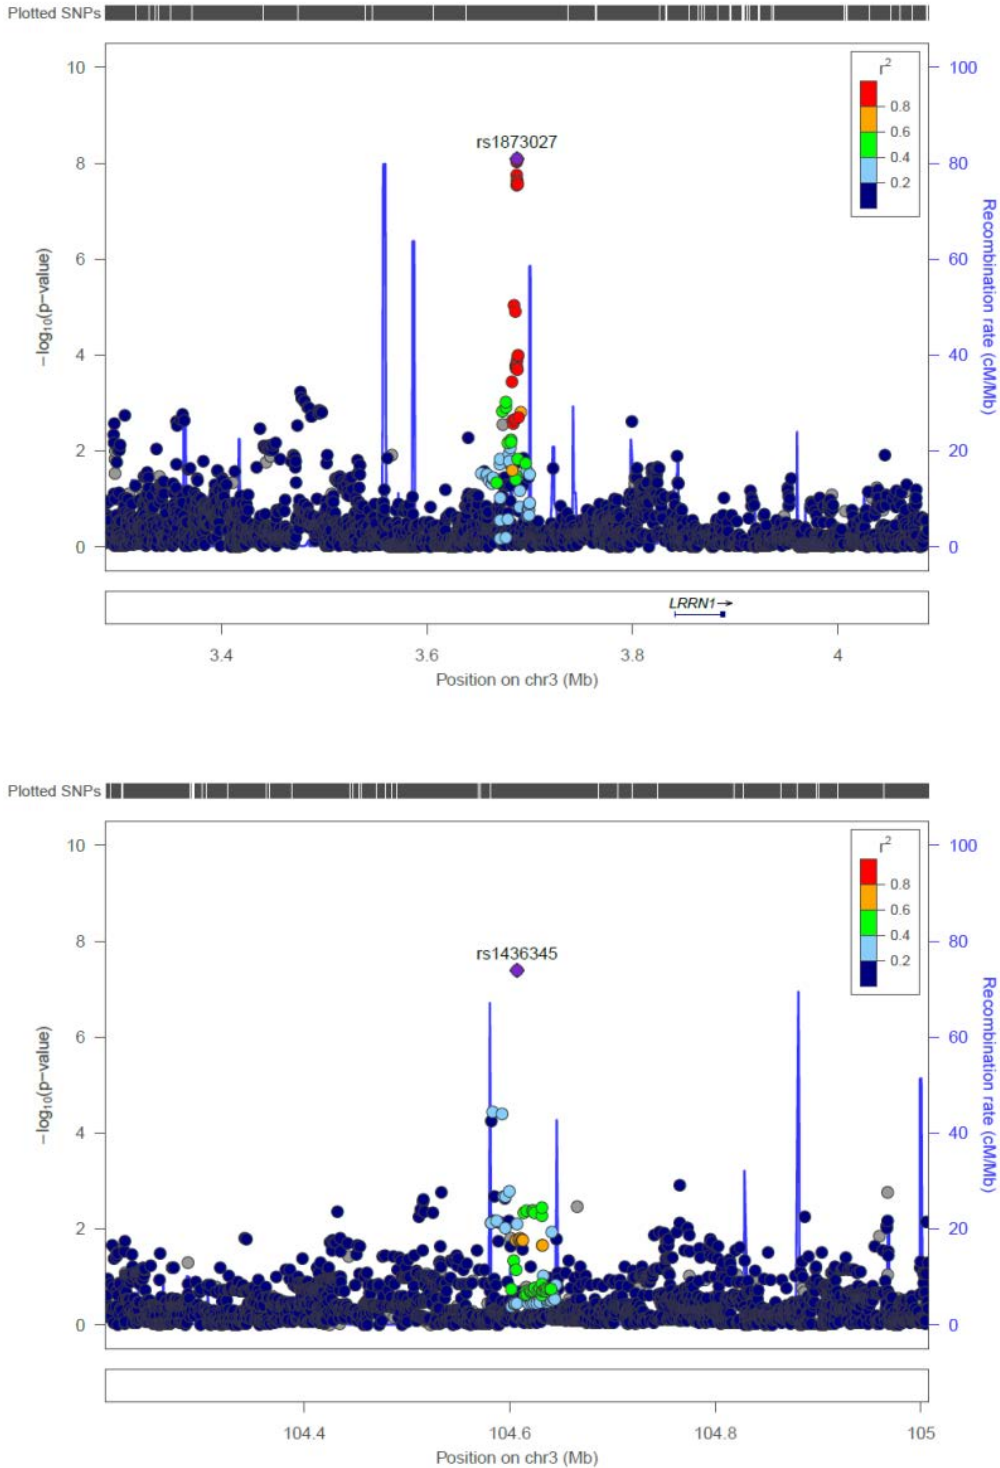 Plotted SNPs
10
8
6
4
2
0
−log10(p−value)
rs1873027
r2
0.8
0.6
0.4
0.2
100
80
60
40
20
0
Recombination rate (cM/Mb)
LRRN1→
3.4 3.6 3.8 4
Position on chr3 (Mb)
Plotted SNPs
10
8
6
4
2
0
−log10(p−value)
rs1436345
r2
0.8
0.6
0.4
0.2
100
80
60
40
20
0
Recombination rate (cM/Mb)
104.4 104.6 104.8 105
Position on chr3 (Mb)